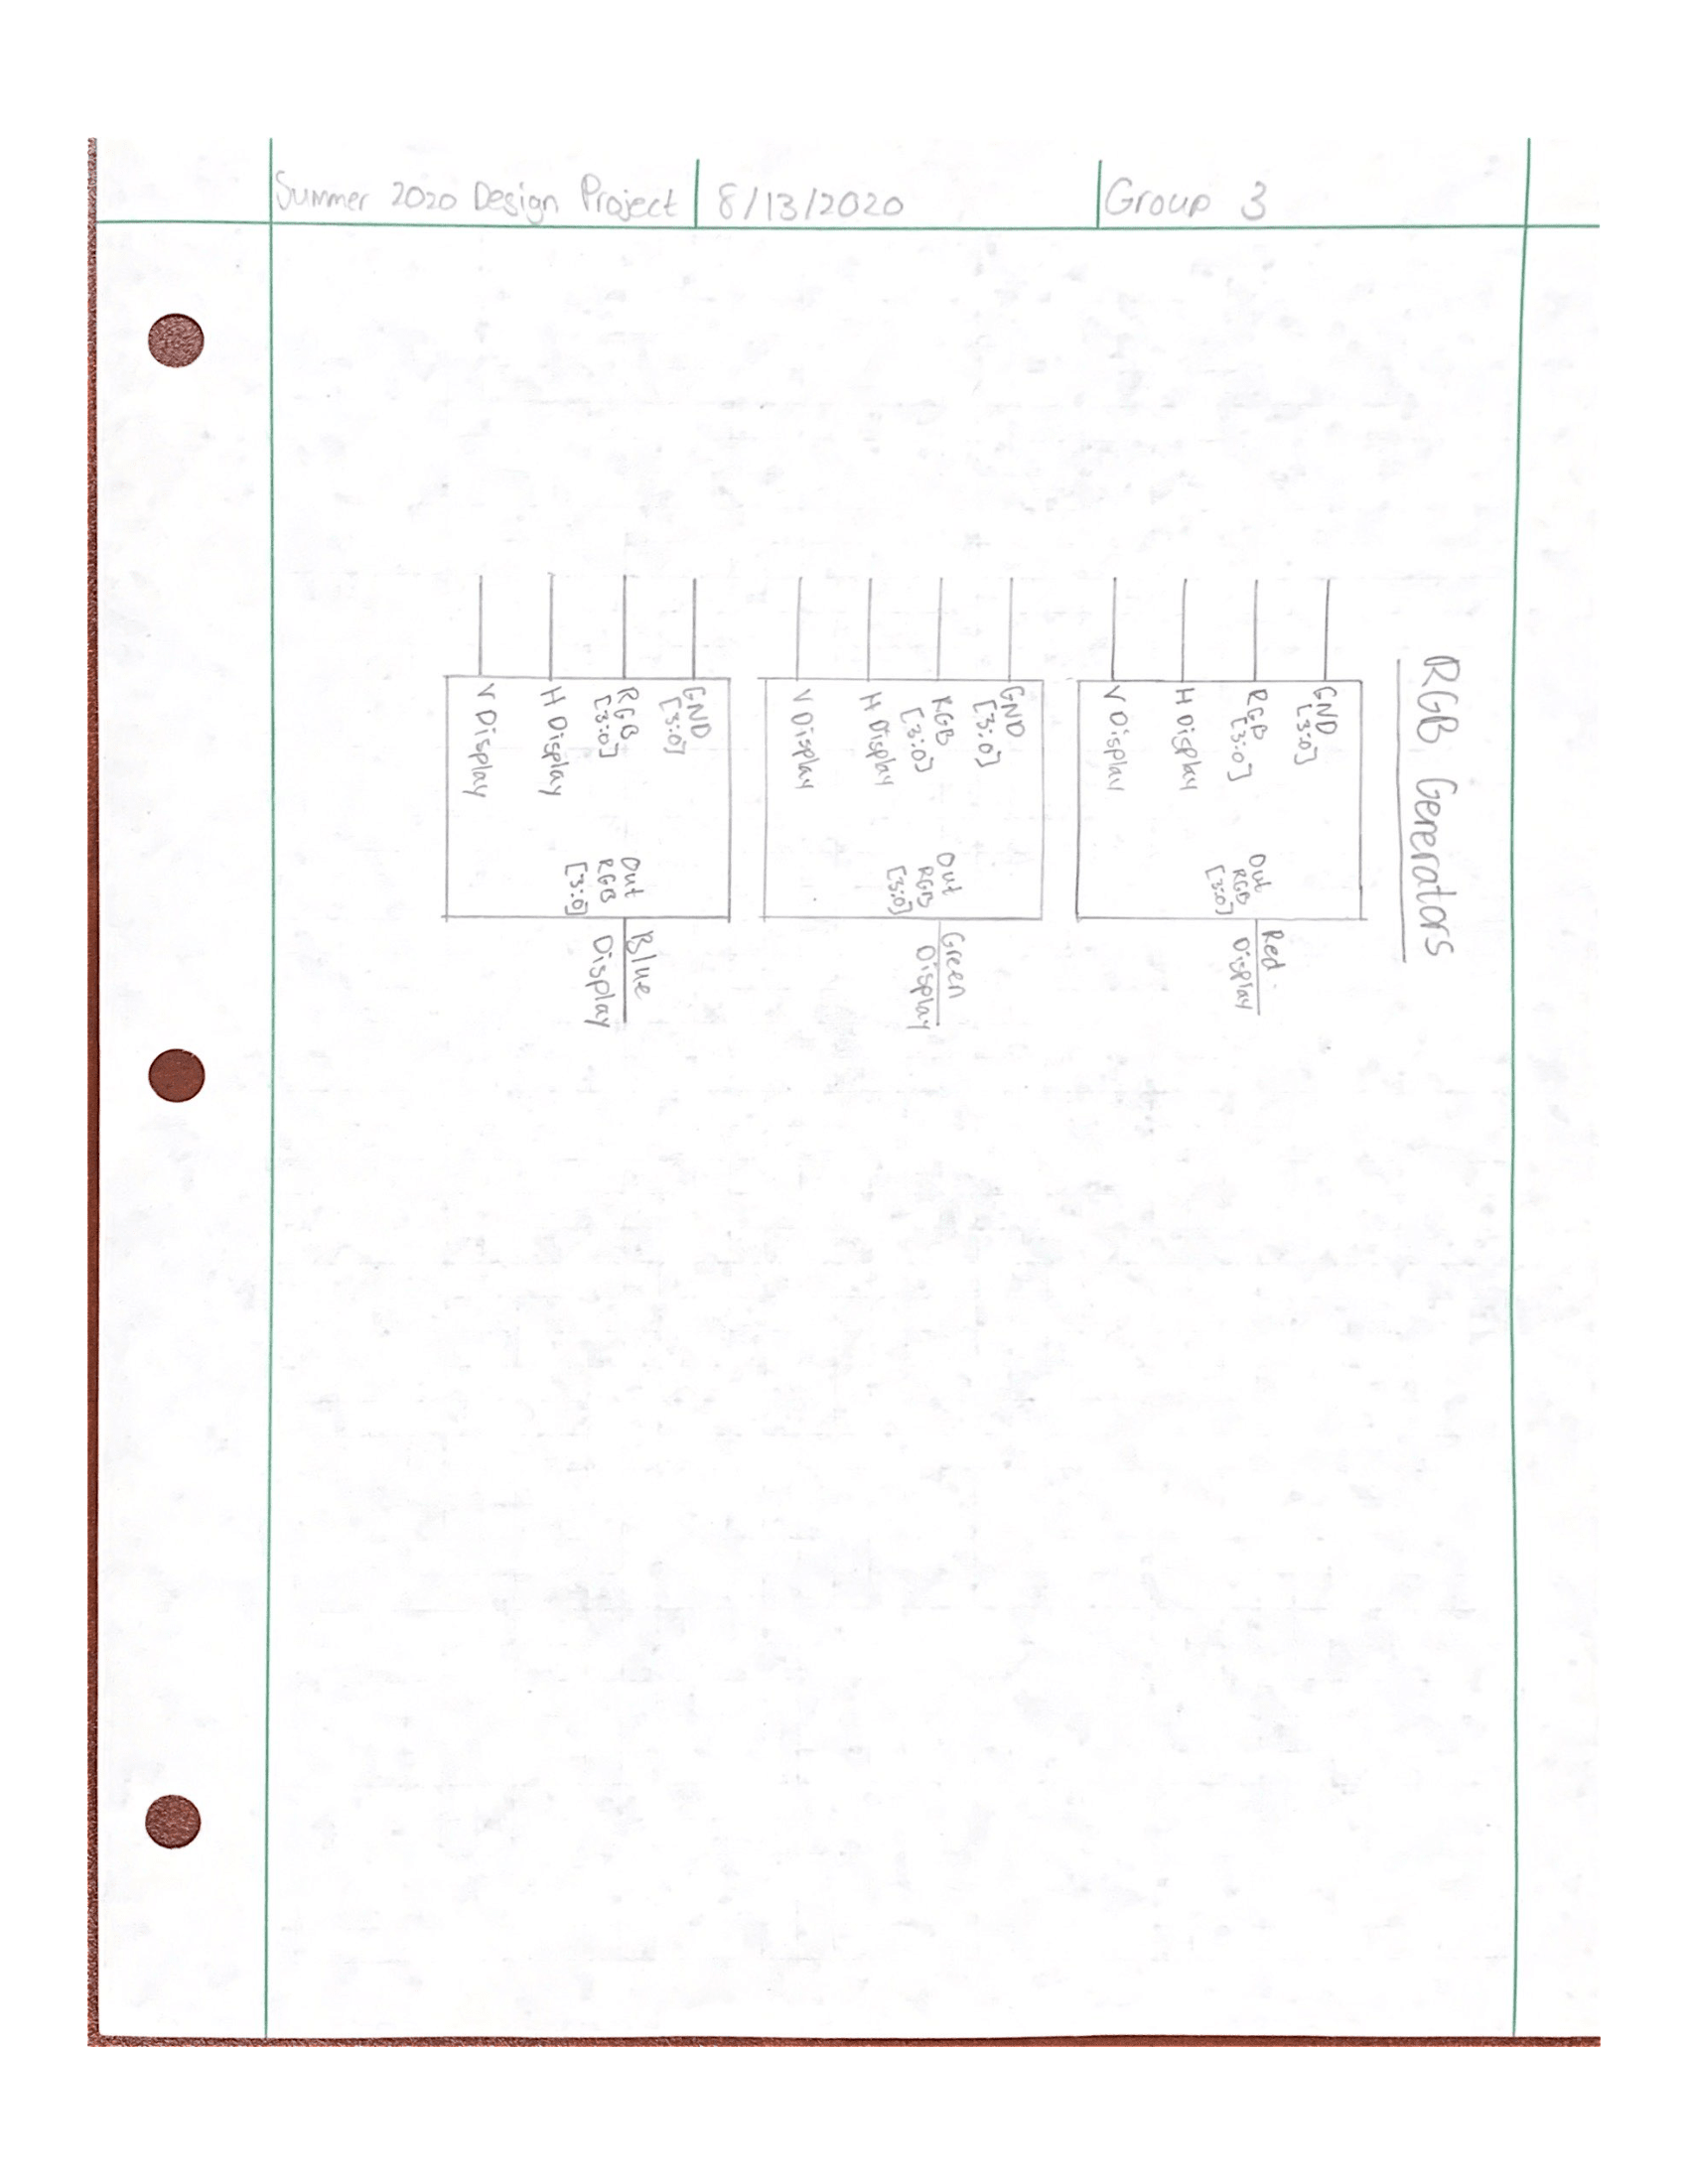 Summer 2020 Design Project
8/13/2020
Group 3
RGB Generators
GND
[3:0]
RGB
[3:0]
H Display
V Display
Out
RGB
[3:0]
Red
Display
GND
[3:0]
RGB
[3:0]
H Display
V Display
Out
RGB
[3:0]
Green
Display
GND
[3:0]
RGB
[3:0]
H Display
V Display
Out
RGB
[3:0]
Blue
Display